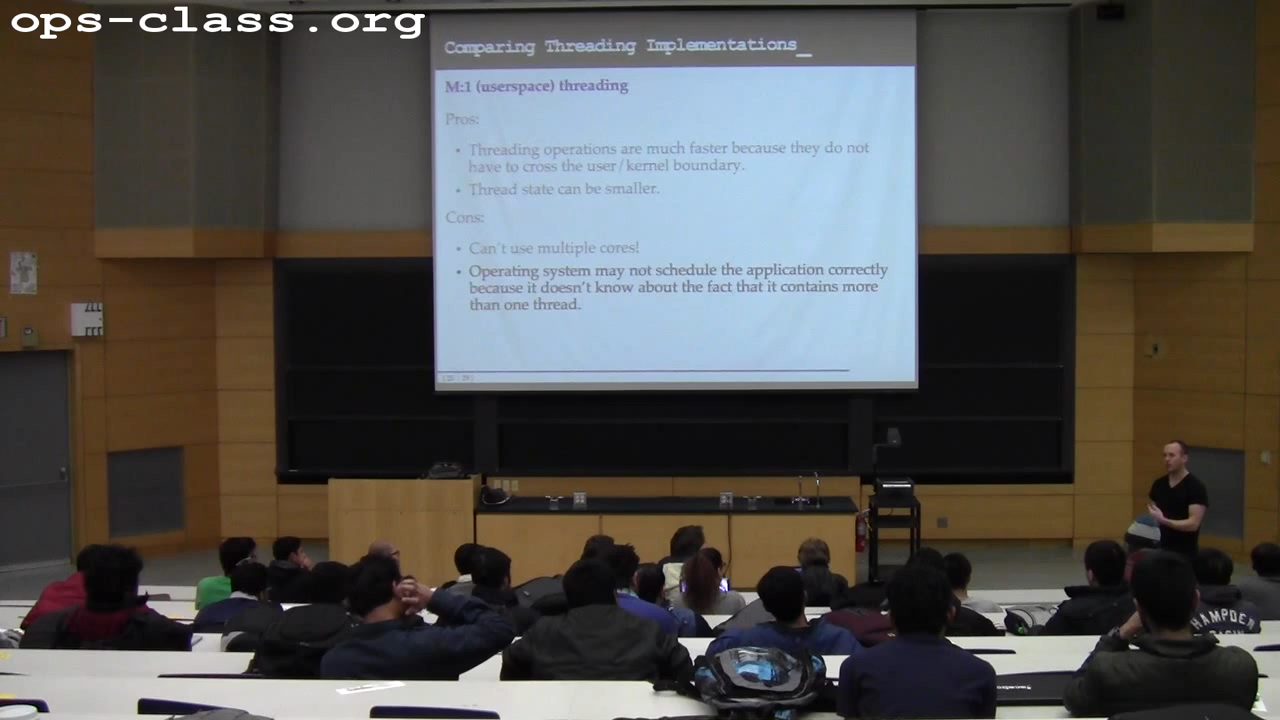 ops-class.org
Comparing Threading Implementations_
M:1 (userspace) threading
Pros:
• Threading operations are much faster because they do not
have to cross the user/kernel boundary.
• Thread state can be smaller.
Cons:
• Can't use multiple cores!
• Operating system may not schedule the application correctly
because it doesn't know about the fact that it contains more
than one thread.
HAMPDEN